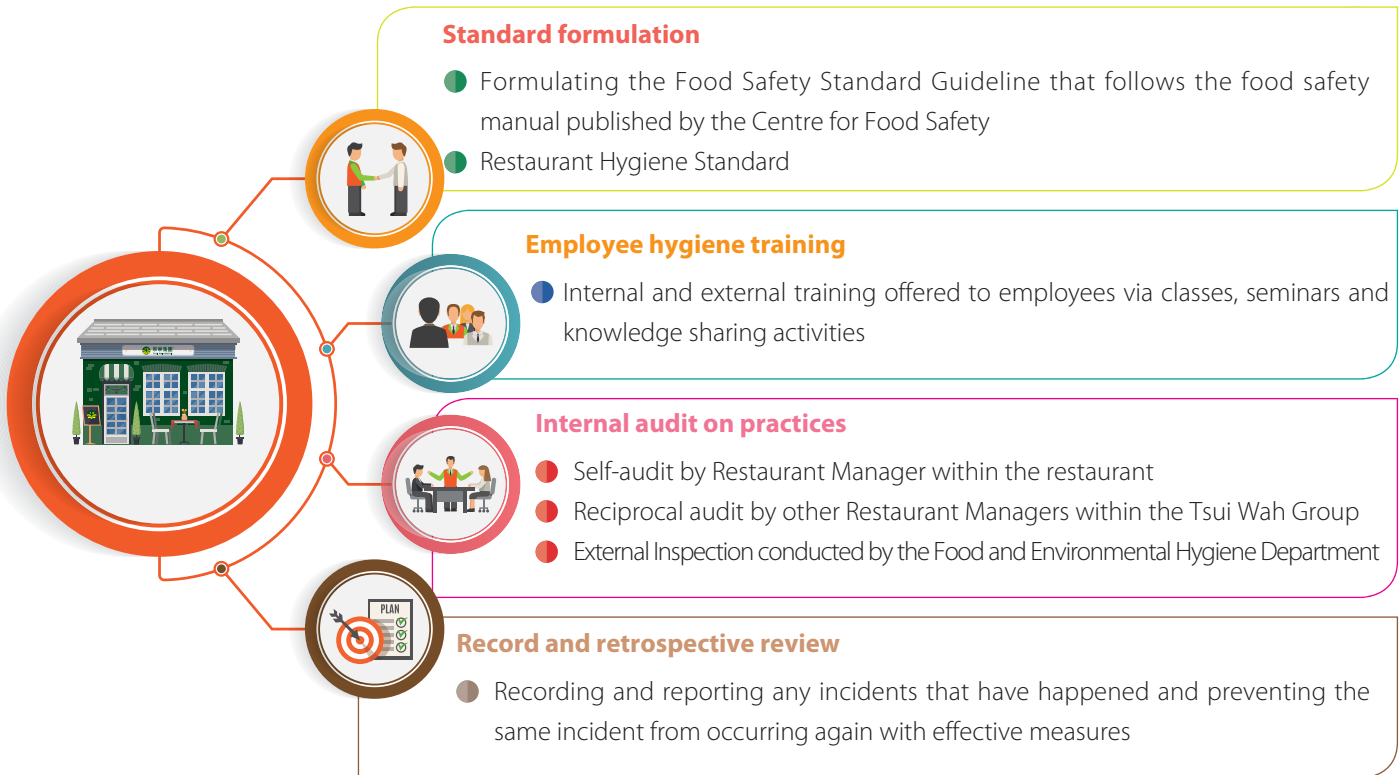 Standard formulation
Formulating the Food Safety Standard Guideline that follows the food safety
manual published by the Centre for Food Safety
Restaurant Hygiene Standard
Employee hygiene training
Internal and external training offered to employees via classes, seminars and
knowledge sharing activities
Internal audit on practices
Self-audit by Restaurant Manager within the restaurant
Reciprocal audit by other Restaurant Managers within the Tsui Wah Group
External Inspection conducted by the Food and Environmental Hygiene Department
PLAN
Record and retrospective review
Recording and reporting any incidents that have happened and preventing the
same incident from occurring again with effective measures